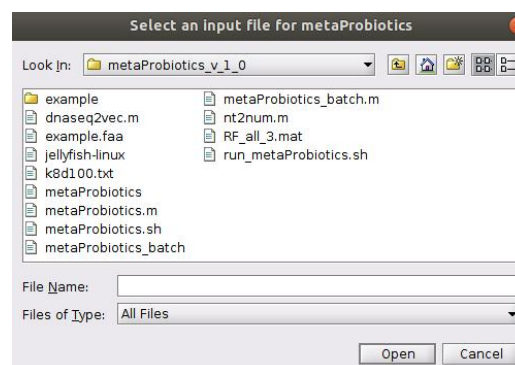 Select an input file for metaProbiotics
Look In: metaProbiotics_v_1_0
example
dnaseq2vec.m
example.faa
jellyfish-linux
k8d100.txt
metaProbiotics
metaProbiotics.m
metaProbiotics.sh
metaProbiotics_batch
metaProbiotics_batch.m
nt2num.m
RF_all_3.mat
run_metaProbiotics.sh
File Name:
Files of Type: All Files
Open Cancel